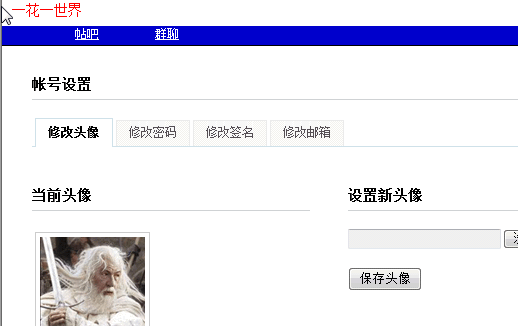 一花一世界
帖吧 群聊
帐号设置
修改头像 修改密码 修改签名 修改邮箱
当前头像 设置新头像
保存头像